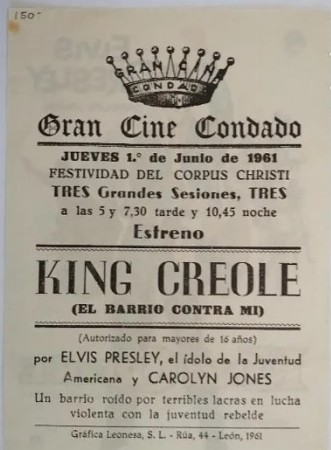 150-
GRAN CINE
CONDADO
Gran Cine Condado
JUEVES 1.º de Junio de 1961
FESTIVIDAD DEL CORPUS CHRISTI
TRES Grandes Sesiones, TRES
a las 5 y 7,30 tarde y 10,45 noche
Estreno
KING CREOLE
(EL BARRIO CONTRA MI)
(Autorizado para mayores de 16 años)
por ELVIS PRESLEY, el ídolo de la Juventud
Americana y CAROLYN JONES
Un barrio roído por terribles lacras en lucha
violenta con la juventud rebelde
Gráfica Leonesa, S. L. - Rúa, 44 - León, 1961